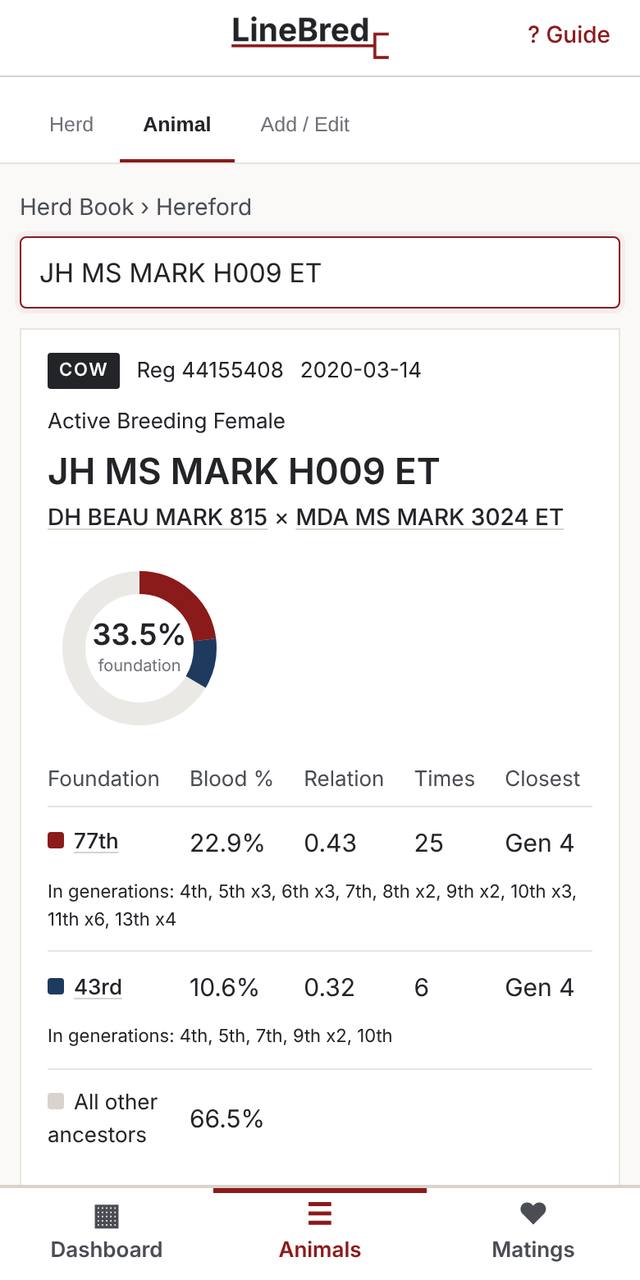 LineBred
? Guide
Herd Animal Add / Edit
Herd Book › Hereford
JH MS MARK H009 ET
COW Reg 44155408 2020-03-14
Active Breeding Female
JH MS MARK H009 ET
DH BEAU MARK 815 × MDA MS MARK 3024 ET
33.5%
foundation
Foundation Blood % Relation Times Closest
77th 22.9% 0.43 25 Gen 4
In generations: 4th, 5th x3, 6th x3, 7th, 8th x2, 9th x2, 10th x3,
11th x6, 13th x4
43rd 10.6% 0.32 6 Gen 4
In generations: 4th, 5th, 7th, 9th x2, 10th
All other
ancestors 66.5%
Dashboard Animals Matings